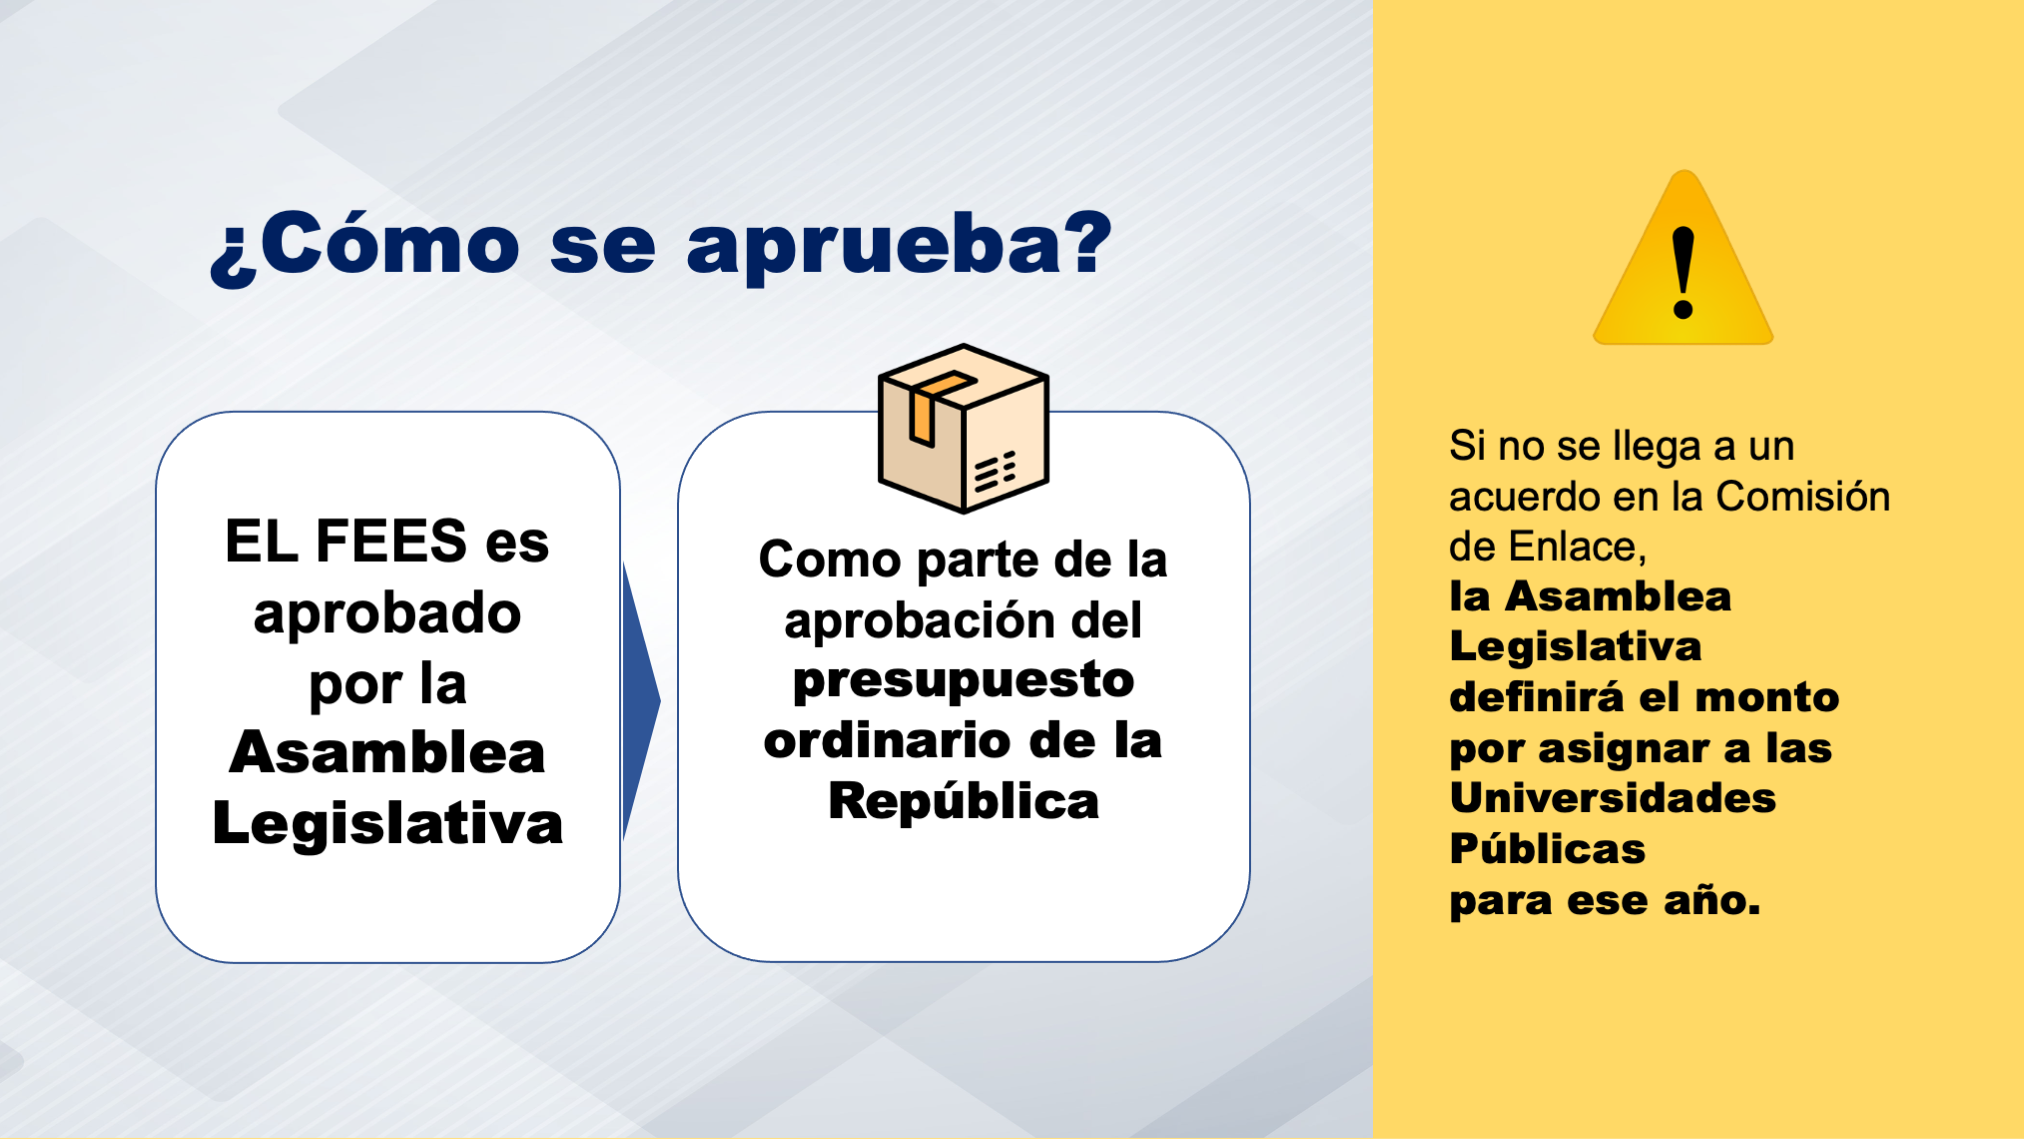 ¿Cómo se aprueba?
EL FEES es
aprobado
por la
Asamblea
Legislativa
Como parte de la
aprobación del
presupuesto
ordinario de la
República
!
Si no se llega a un
acuerdo en la Comisión
de Enlace,
la Asamblea
Legislativa
definirá el monto
por asignar a las
Universidades
Públicas
para ese año.